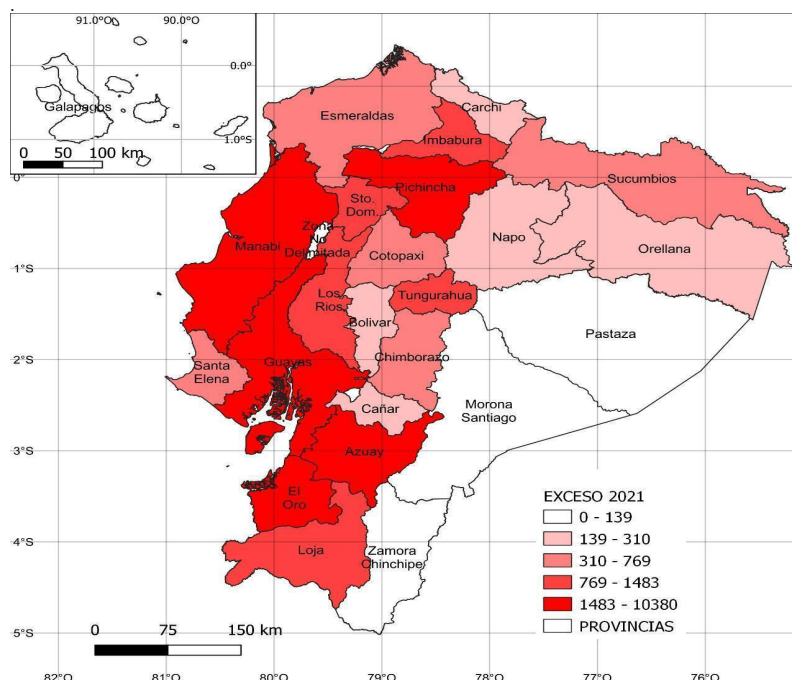 91.0°O 90.0°O
0.0°
Galapagos
1.0°S
0 50 100 km
0°
1°S
2°S
3°S
4°S
5°S
Esmeraldas
Carchi
Imbabura
Sucumbios
Pichincha
Sto.
Dom.
Zona
No
Delimitada
Manabi
Napo
Orellana
Cotopaxi
Los
Rios
Tungurahua
Bolivar
Pastaza
Chimborazo
Santa
Elena
Guayas
Cañar
Morona
Santiago
Azuay
El
Oro
Loja
Zamora
Chinchipe
EXCESO 2021
0 - 139
139 - 310
310 - 769
769 - 1483
1483 - 10380
PROVINCIAS
0 75 150 km
82°O 81°O 80°O 79°O 78°O 77°O 76°O